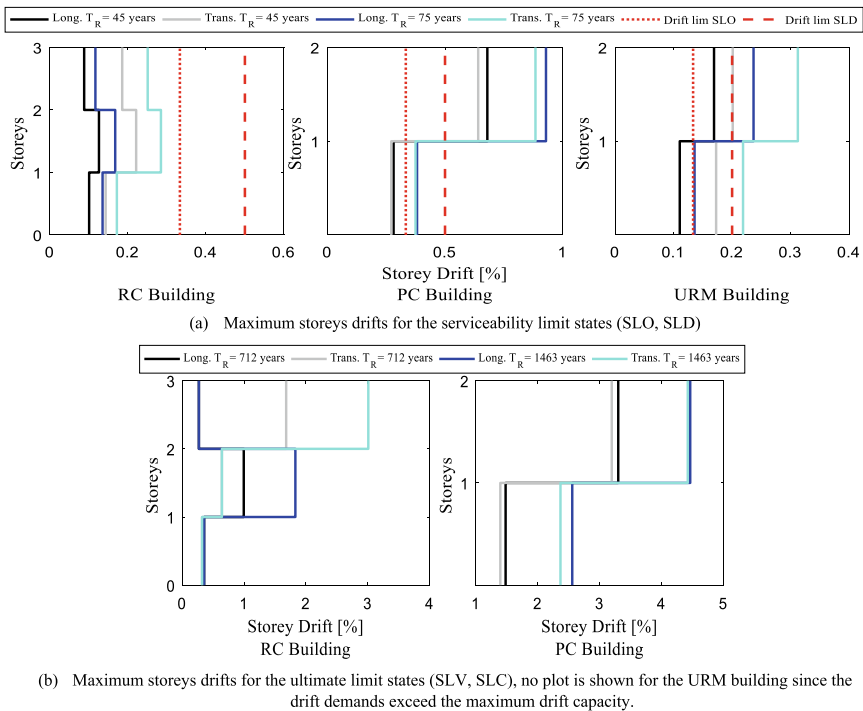 Long. T_R = 45 years Trans. T_R = 45 years Long. T_R = 75 years Trans. T_R = 75 years Drift lim SLO Drift lim SLD
3
2
1
0
Storeys
0 0.2 0.4 0.6
RC Building
2
1
0
Storeys
0 0.5 1
Storey Drift [%]
PC Building
2
1
0
Storeys
0 0.1 0.2 0.3 0.4
URM Building
(a) Maximum storeys drifts for the serviceability limit states (SLO, SLD)
Long. T_R = 712 years Trans. T_R = 712 years Long. T_R = 1463 years Trans. T_R = 1463 years
3
2
1
0
Storeys
0 1 2 3 4
Storey Drift [%]
RC Building
2
1
0
Storeys
1 2 3 4 5
Storey Drift [%]
PC Building
(b) Maximum storeys drifts for the ultimate limit states (SLV, SLC), no plot is shown for the URM building since the
drift demands exceed the maximum drift capacity.